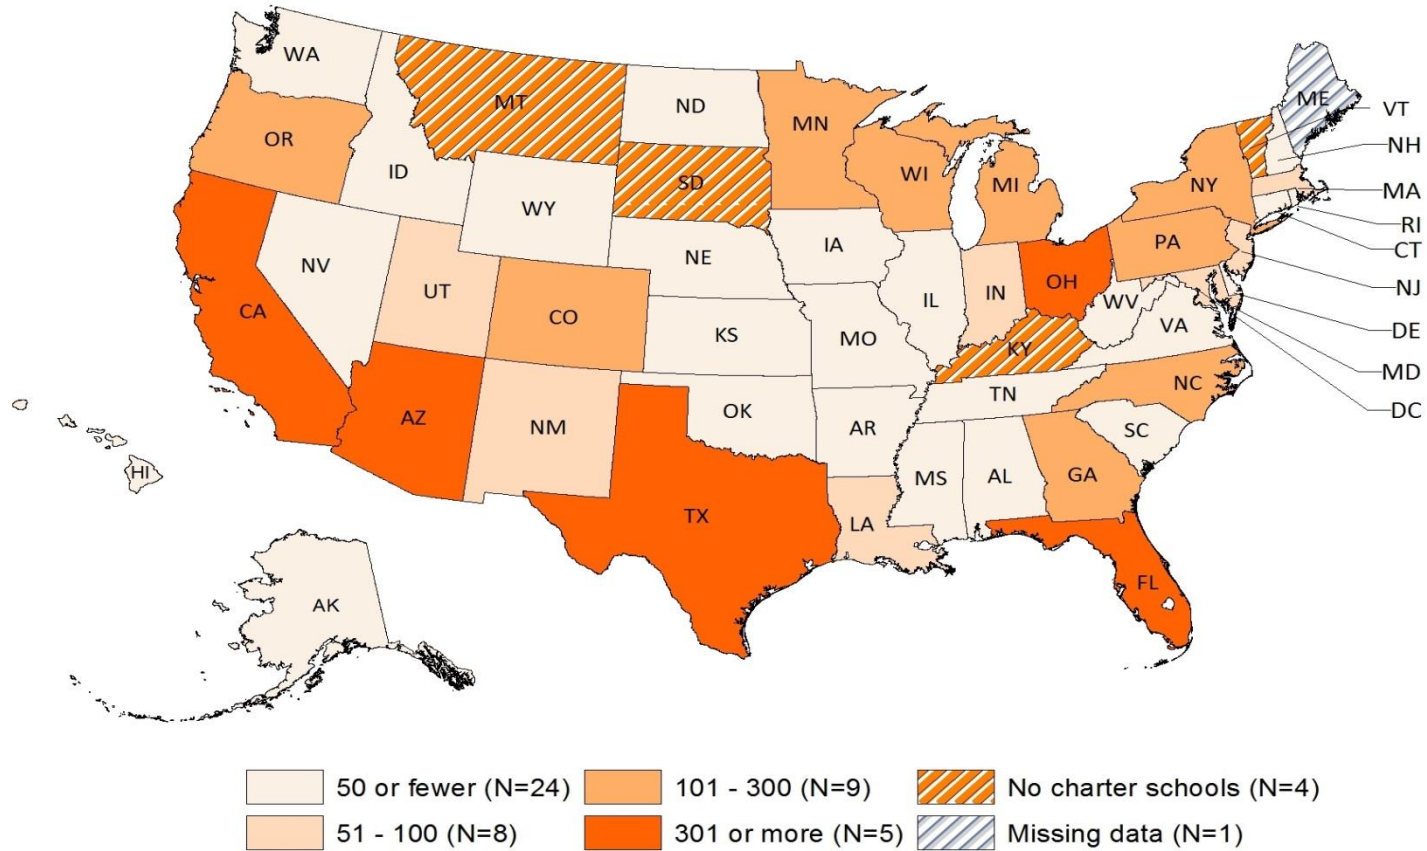 WA
MT
ND
MN
ME
VT
OR
ID
SD
WI
MI
NY
NH
WY
MA
IA
PA
RI
NV
NE
CT
UT
IL
IN
OH
NJ
CA
CO
WV
VA
KS
MO
DE
KY
MD
AZ
NM
OK
TN
NC
DC
AR
SC
HI
MS
AL
GA
TX
LA
FL
AK
50 or fewer (N=24)
101 - 300 (N=9)
No charter schools (N=4)
51 - 100 (N=8)
301 or more (N=5)
Missing data (N=1)